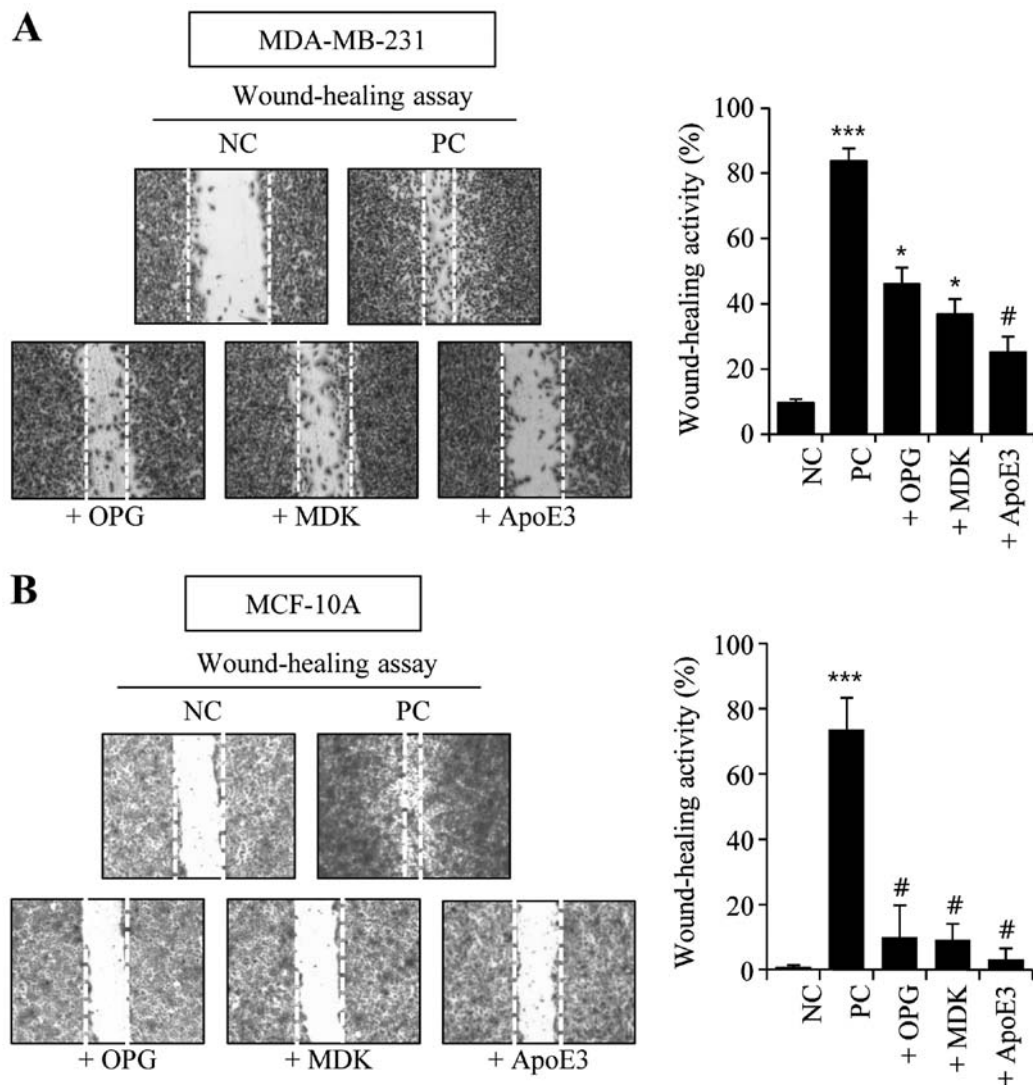 A
MDA-MB-231
Wound-healing assay
NC
PC
+ OPG
+ MDK
+ ApoE3
Wound-healing activity (%)
100
80
60
40
20
0
***
*
*
#
NC
PC
+ OPG
+ MDK
+ ApoE3
B
MCF-10A
Wound-healing assay
NC
PC
+ OPG
+ MDK
+ ApoE3
Wound-healing activity (%)
100
80
60
40
20
0
***
#
#
#
NC
PC
+ OPG
+ MDK
+ ApoE3